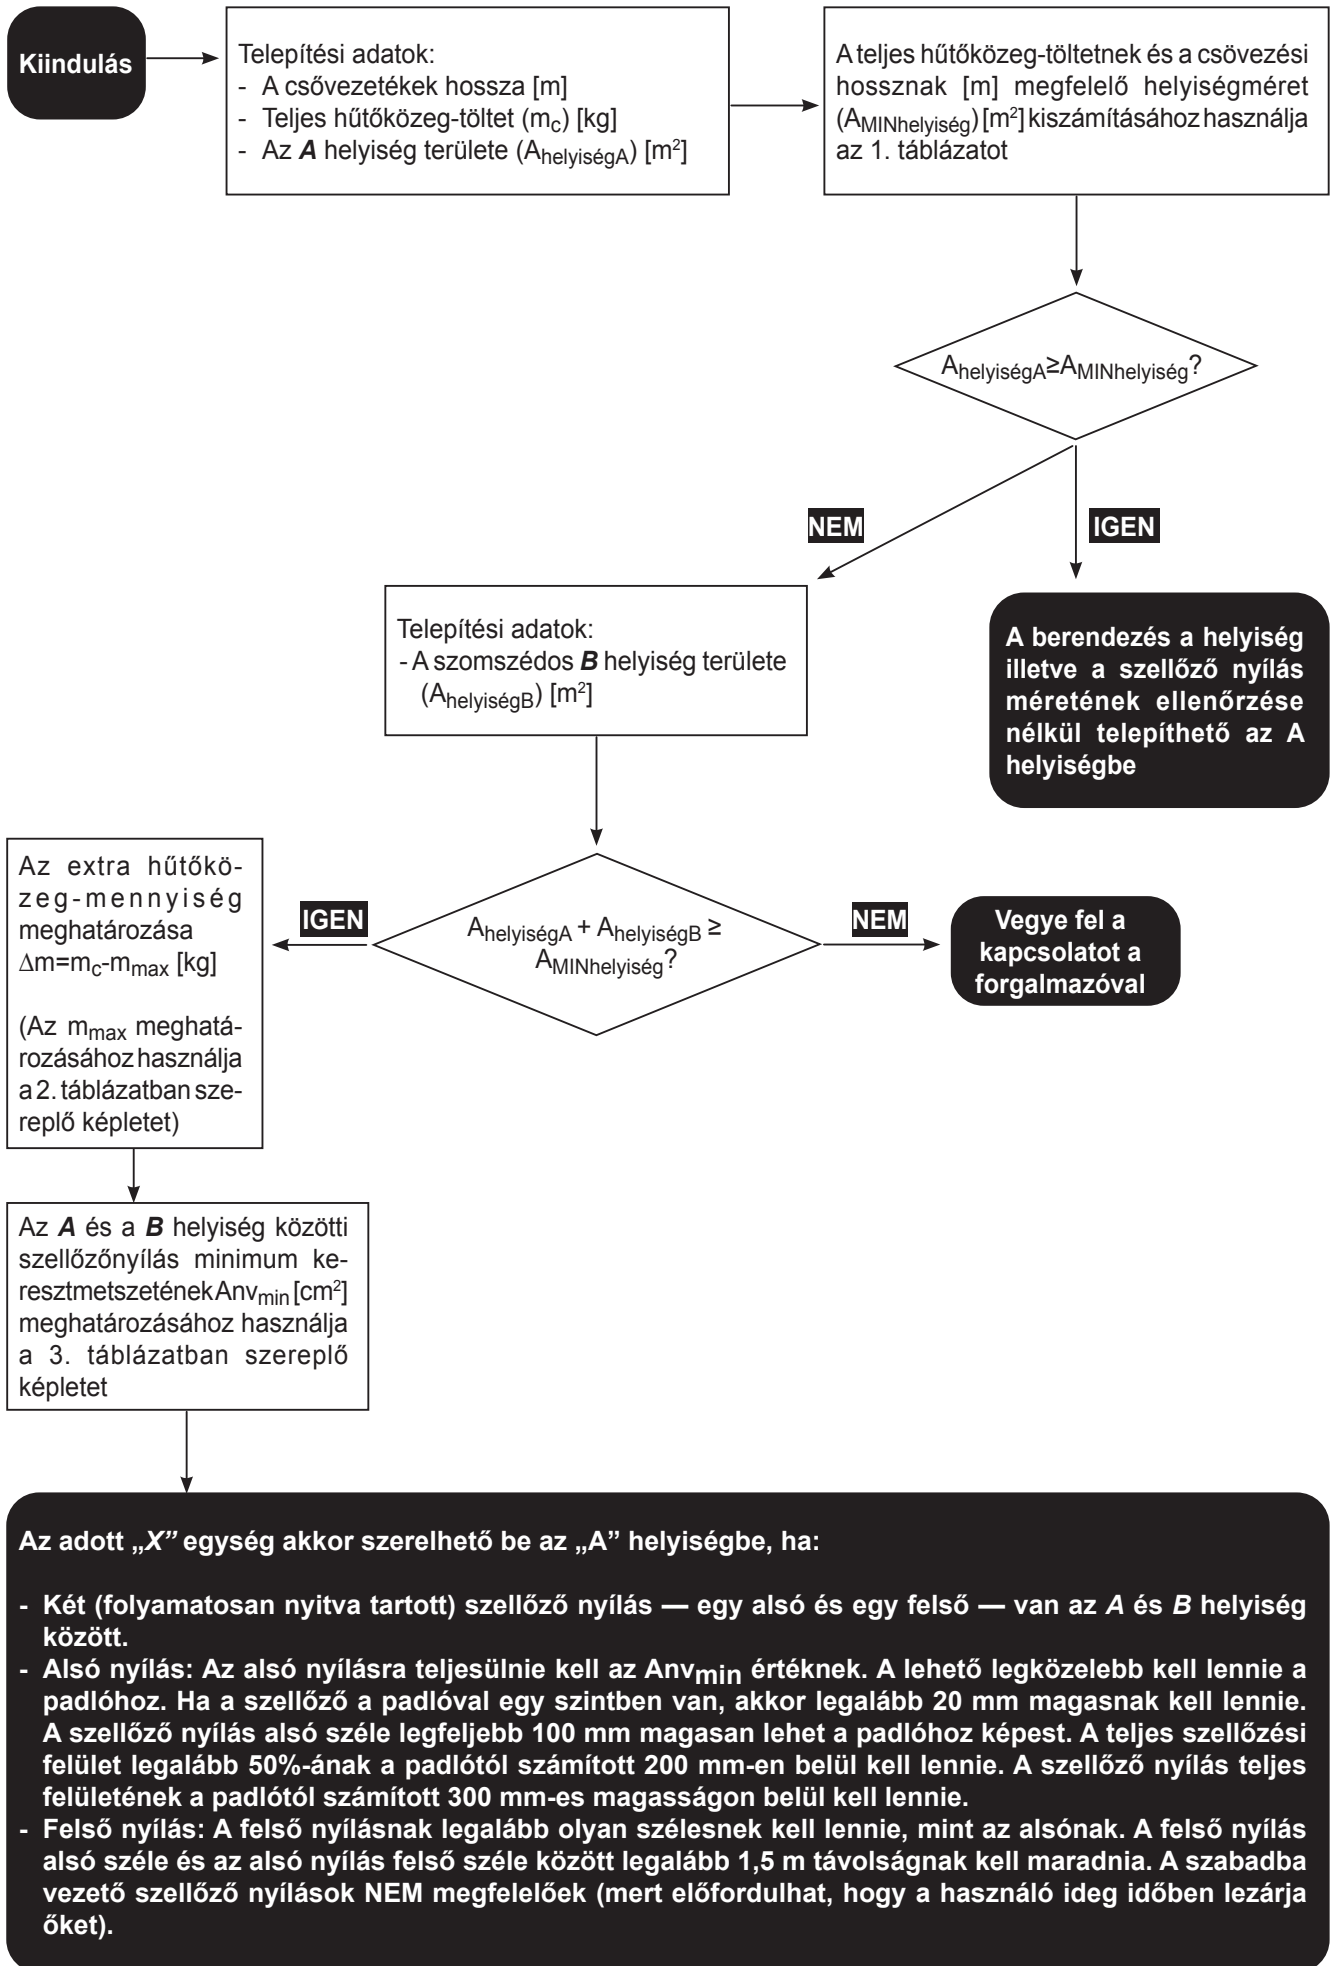 Kiindulás
Telepítési adatok:
- A csővezetékek hossza [m]
- Teljes hűtőközeg-töltet (mC) [kg]
- Az A helyiség területe (AhelyiségA) [m²]
A teljes hűtőközeg-töltetnek és a csövezési
hossznak [m] megfelelő helyiségméret
(AMINhelyiség) [m²] kiszámításához használja
az 1. táblázatot
AhelyiségA≥AMINhelyiség?
NEM
IGEN
Telepítési adatok:
- A szomszédos B helyiség területe
(AhelyiségB) [m²]
A berendezés a helyiség
illetve a szellőző nyílás
méretének ellenőrzése
nélkül telepíthető az A
helyiségbe
Az extra hűtőkö-
zeg-mennyiség
meghatározása
Δm=mc-mmax [kg]
(Az mmax meghatá-
rozásához használja
a 2. táblázatban sze-
replő képletet)
IGEN
AhelyiségA + AhelyiségB ≥
AMINhelyiség?
NEM
Vegye fel a
kapcsolatot a
forgalmazóval
Az A és a B helyiség közötti
szellőzőnyílás minimum ke-
resztmetszetének Anvmin [cm²]
meghatározásához használja
a 3. táblázatban szereplő
képletet
Az adott „X” egység akkor szerelhető be az „A” helyiségbe, ha:
- Két (folyamatosan nyitva tartott) szellőző nyílás — egy alsó és egy felső — van az A és B helyiség
között.
- Alsó nyílás: Az alsó nyílásra teljesülnie kell az Anvmin értéknek. A lehető legközelebb kell lennie a
padlóhoz. Ha a szellőző a padlóval egy szintben van, akkor legalább 20 mm magasnak kell lennie.
A szellőző nyílás alsó széle legfeljebb 100 mm magasan lehet a padlóhoz képest. A teljes szellőzési
felület legalább 50%-ának a padlótól számított 200 mm-en belül kell lennie. A szellőző nyílás teljes
felületének a padlótól számított 300 mm-es magasságon belül kell lennie.
- Felső nyílás: A felső nyílásnak legalább olyan szélesnek kell lennie, mint az alsónak. A felső nyílás
alsó széle és az alsó nyílás felső széle között legalább 1,5 m távolságnak kell maradnia. A szabadba
vezető szellőző nyílások NEM megfelelőek (mert előfordulhat, hogy a használó ideg időben lezárja
őket).